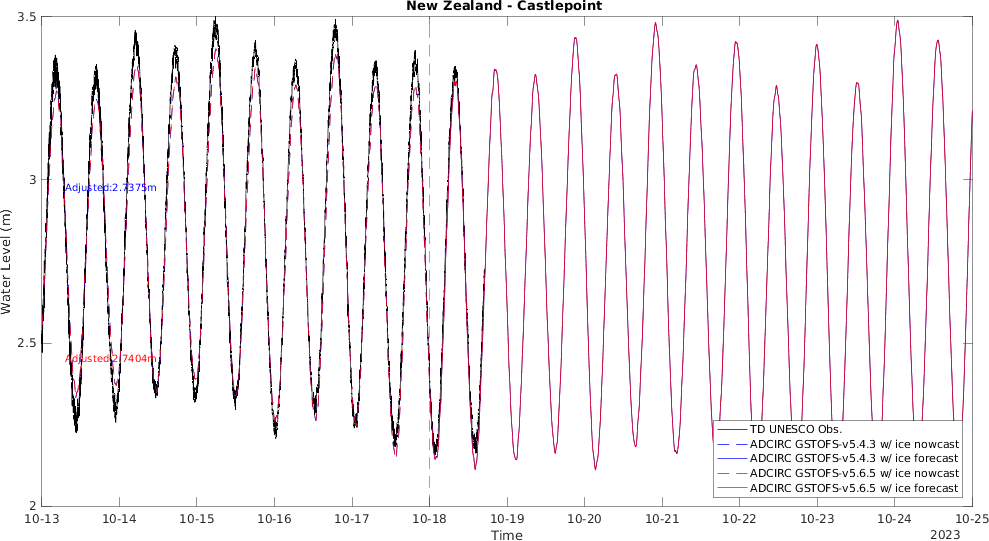 New Zealand - Castlepoint
3.5
3
2.5
2
Water Level (m)
Adjusted:2.7375m
Adjusted:2.7404m
TD UNESCO Obs.
ADCIRC GSTOFS-v5.4.3 w/ ice nowcast
ADCIRC GSTOFS-v5.4.3 w/ ice forecast
ADCIRC GSTOFS-v5.6.5 w/ ice nowcast
ADCIRC GSTOFS-v5.6.5 w/ ice forecast
10-13 10-14 10-15 10-16 10-17 10-18 10-19 10-20 10-21 10-22 10-23 10-24 10-25
Time
2023